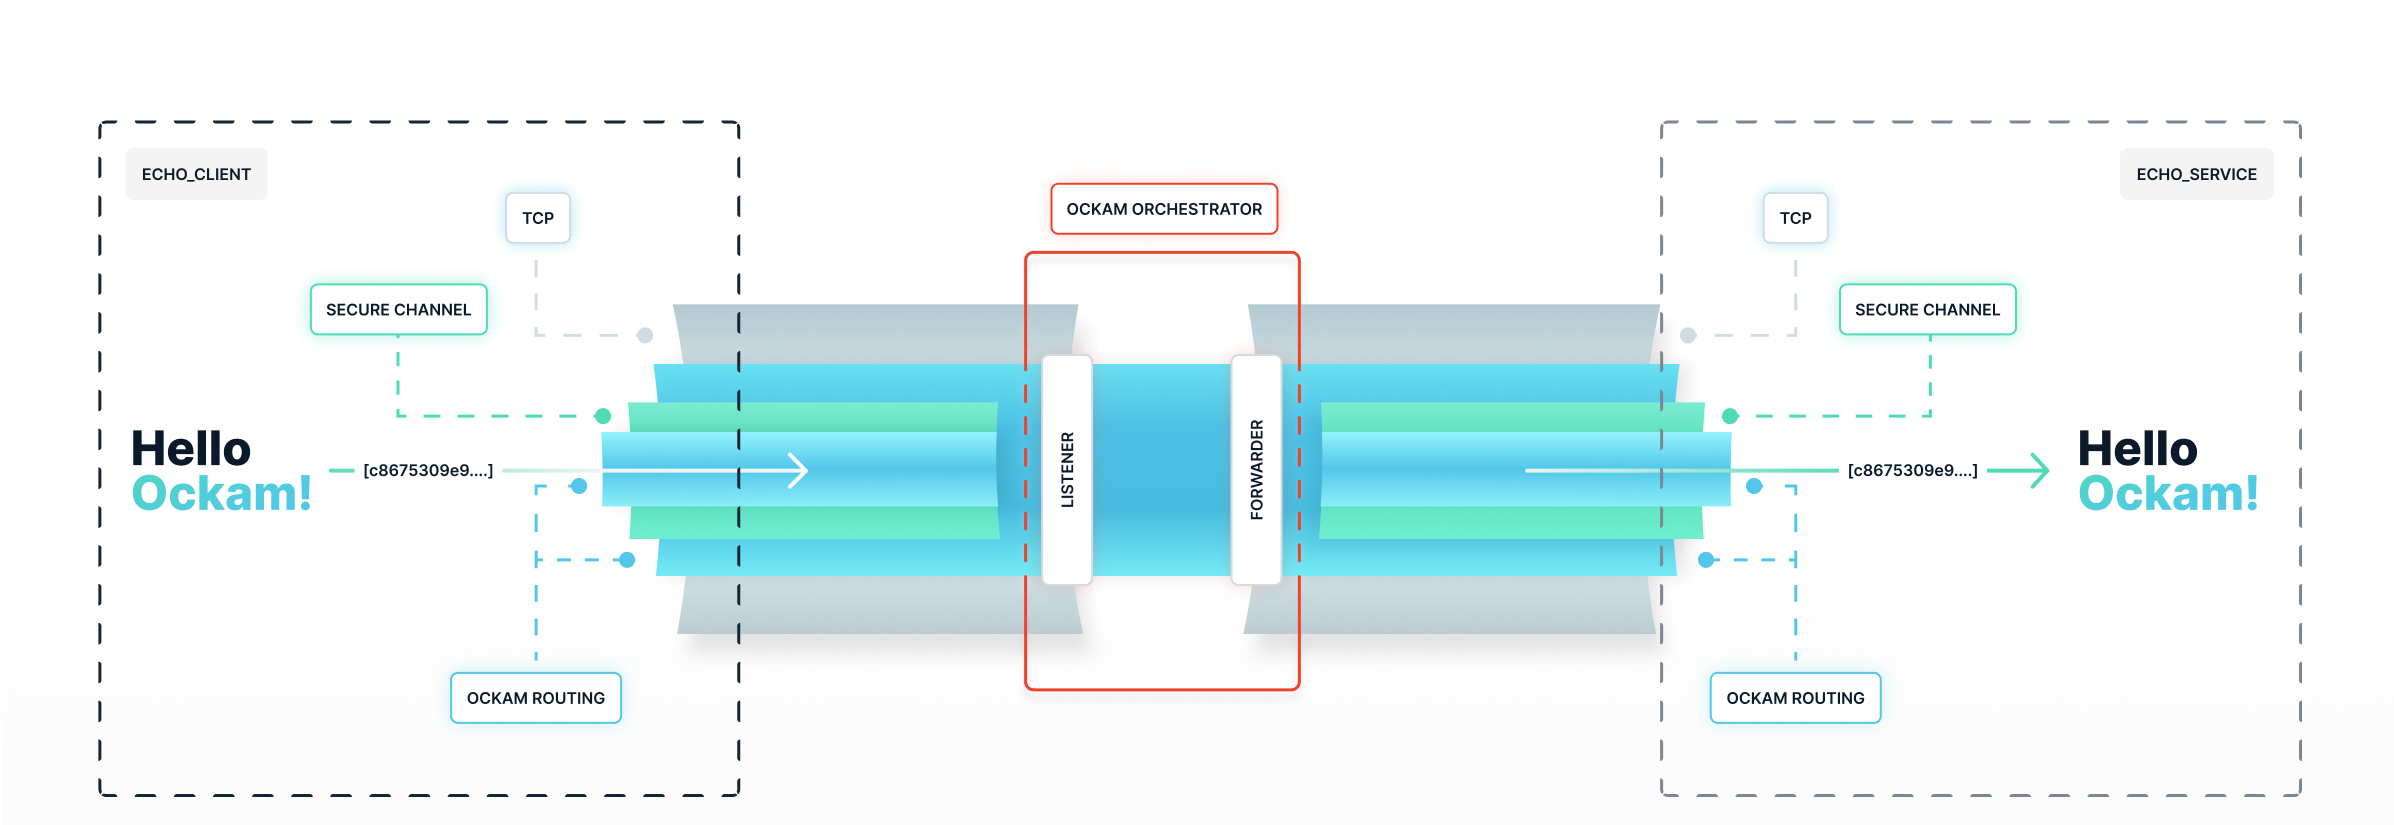 ECHO_CLIENT
TCP
SECURE CHANNEL
Hello
Ockam!
[c8675309e9....]
OCKAM ROUTING
OCKAM ORCHESTRATOR
LISTENER
FORWARDER
ECHO_SERVICE
TCP
SECURE CHANNEL
[c8675309e9....]
Hello
Ockam!
OCKAM ROUTING